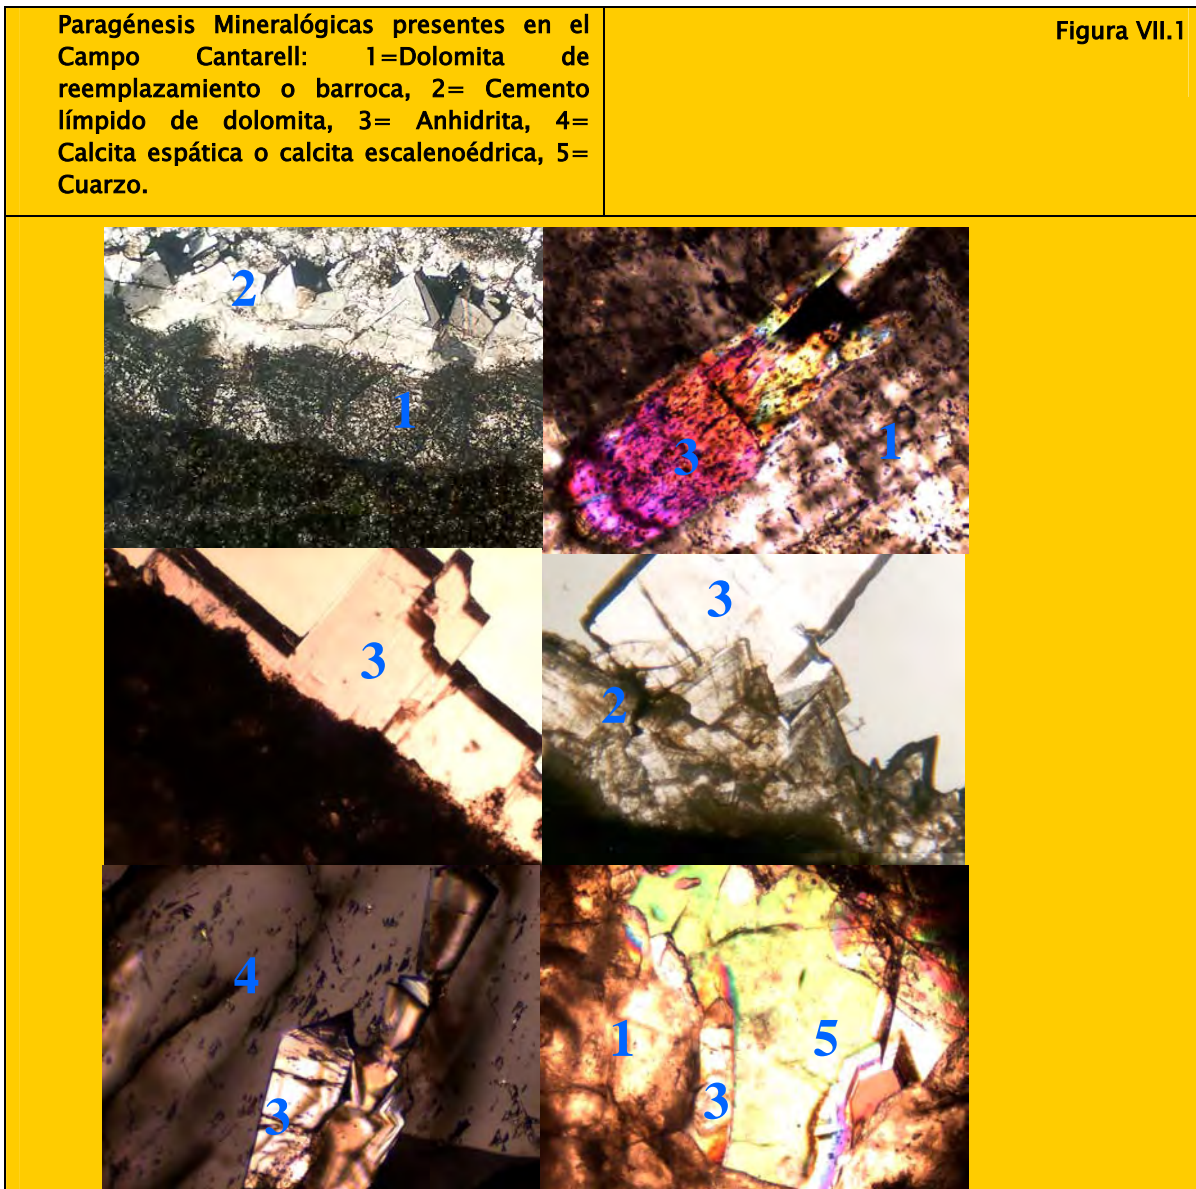 Paragénesis Mineralógicas presentes en el
Campo Cantarell: 1=Dolomita de
reemplazamiento o barroca, 2= Cemento
límpido de dolomita, 3= Anhidrita, 4=
Calcita espática o calcita escalenoédrica, 5=
Cuarzo.
Figura VII.1
2
1
3
1
3
3
2
4
3
1
3
5